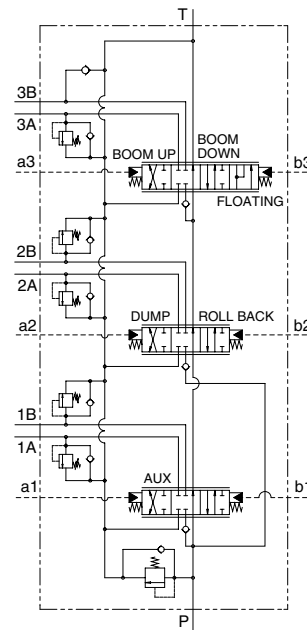 T
3B
3A
BOOM UP
BOOM
DOWN
a3
b3
FLOATING
2B
2A
DUMP
ROLL BACK
a2
b2
1B
1A
AUX
a1
b1
P